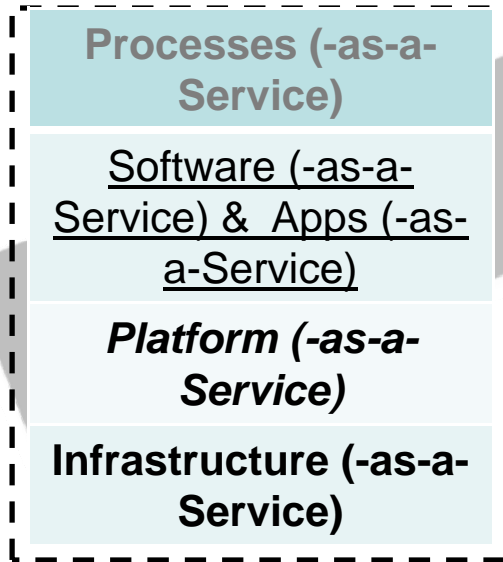 Processes (-as-a-
Service)
Software (-as-a-
Service) & Apps (-as-
a-Service)
Platform (-as-a-
Service)
Infrastructure (-as-a-
Service)